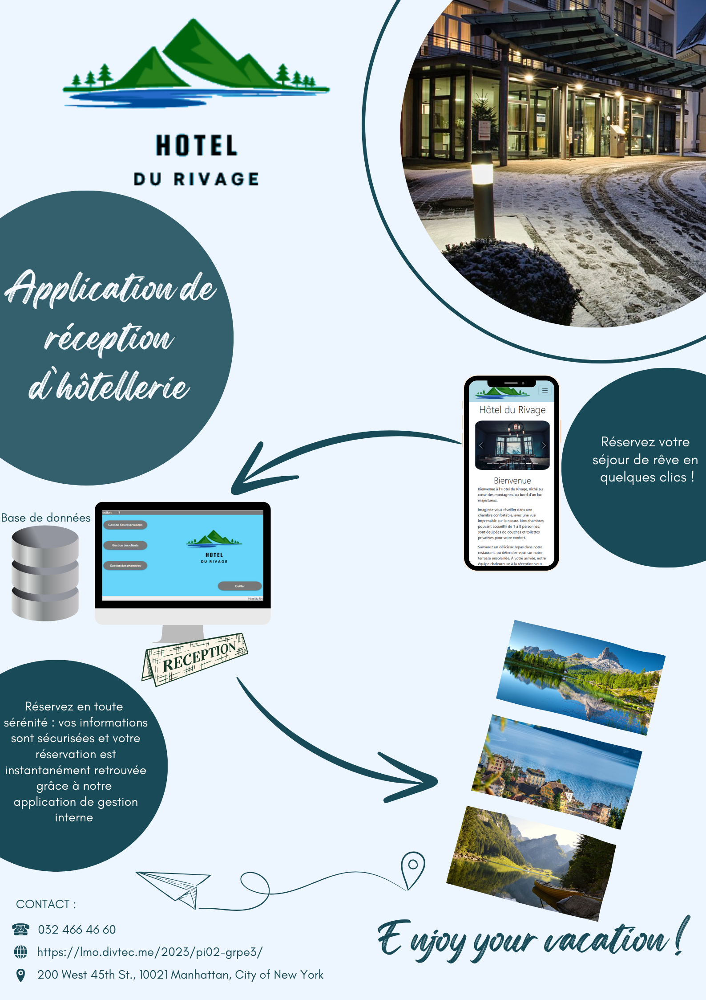 HOTEL
DU RIVAGE
Application de
réception
d'hôtellerie
Hôtel du Rivage
Bienvenue
Bienvenue à l'Hotel du Rivage, niché au
cœur des montagnes, au bord d'un lac
majestueux.
Imaginez-vous réveiller dans une
chambre confortable, avec une vue
imprenable sur la nature. Nos chambres,
pouvant accueillir de 1 à 8 personnes,
sont équipées de douches et toilettes
privatives pour votre confort.
Savourez un délicieux repas dans notre
restaurant, ou détendez-vous sur notre
terrasse ensoleillée. À votre arrivée, notre
équipe chaleureuse à la réception vous
Réservez votre
séjour de rêve en
quelques clics !
Base de données
estion ?
Gestion des réservations
Gestion des clients
Gestion des chambres
HOTEL
DU RIVAGE
Quitter
Hôtel du Riv
RECEPTION
Réservez en toute
sérénité : vos informations
sont sécurisées et votre
réservation est
instantanément retrouvée
grâce à notre
application de gestion
interne
CONTACT :
032 466 46 60
https://lmo.divtec.me/2023/pi02-grpe3/
200 West 45th St., 10021 Manhattan, City of New York
Enjoy your vacation !